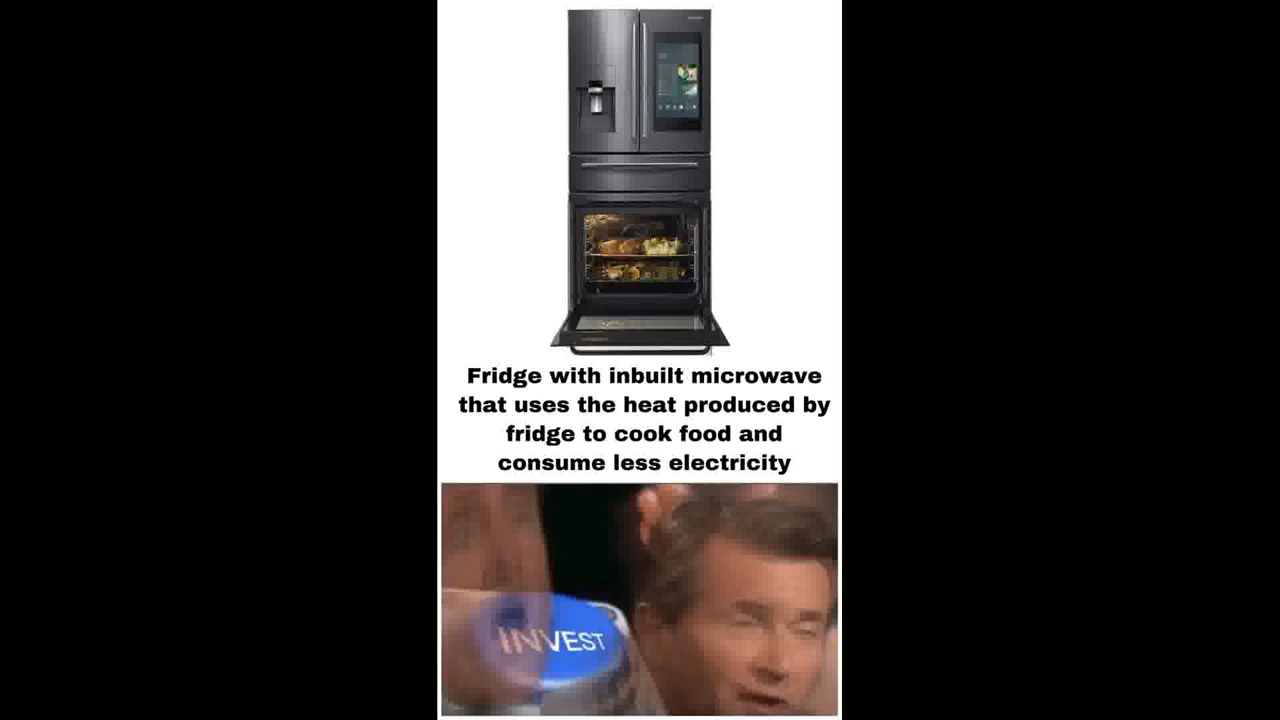 Fridge with inbuilt microwave
that uses the heat produced by
fridge to cook food and
consume less electricity
INVEST